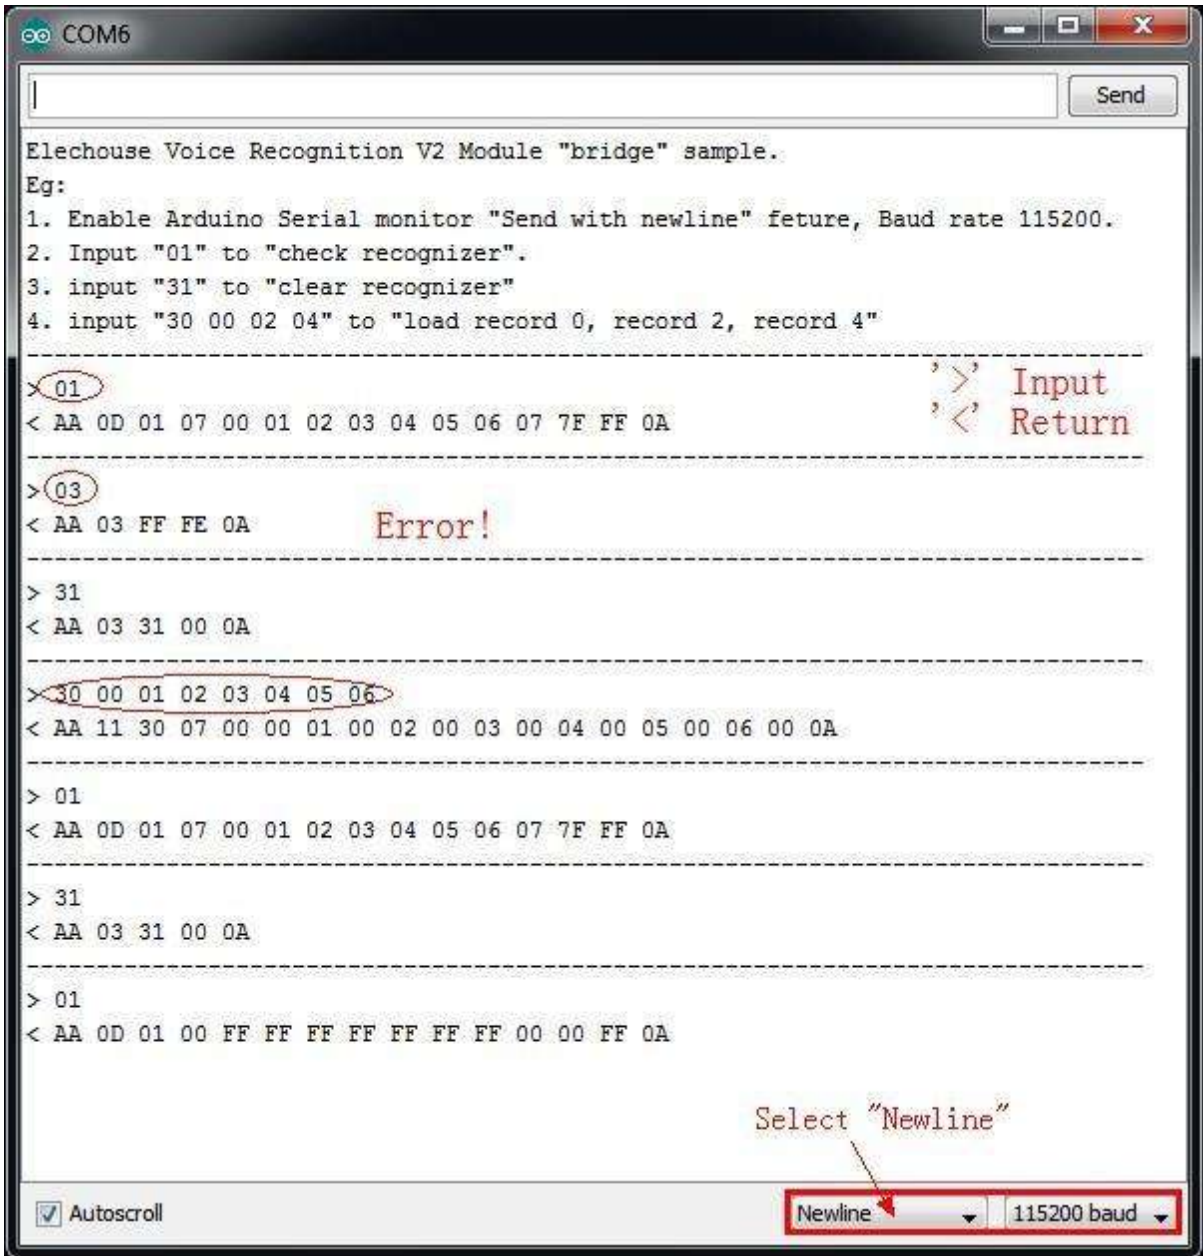 COM6
Send
Elechouse Voice Recognition V2 Module "bridge" sample.
Eg:
1. Enable Arduino Serial monitor "Send with newline" feture, Baud rate 115200.
2. Input "01" to "check recognizer".
3. input "31" to "clear recognizer"
4. input "30 00 02 04" to "load record 0, record 2, record 4"
--------------------------------------------------------------------------------
> 01 '>' Input
< AA 0D 01 07 00 01 02 03 04 05 06 07 7F FF 0A '<' Return
--------------------------------------------------------------------------------
> 03
< AA 03 FF FE 0A Error!
--------------------------------------------------------------------------------
> 31
< AA 03 31 00 0A
--------------------------------------------------------------------------------
> 30 00 01 02 03 04 05 06
< AA 11 30 07 00 00 01 00 02 00 03 00 04 00 05 00 06 00 0A
--------------------------------------------------------------------------------
> 01
< AA 0D 01 07 00 01 02 03 04 05 06 07 7F FF 0A
--------------------------------------------------------------------------------
> 31
< AA 03 31 00 0A
--------------------------------------------------------------------------------
> 01
< AA 0D 01 00 FF FF FF FF FF FF FF 00 00 FF 0A
Select "Newline"
Autoscroll Newline 115200 baud